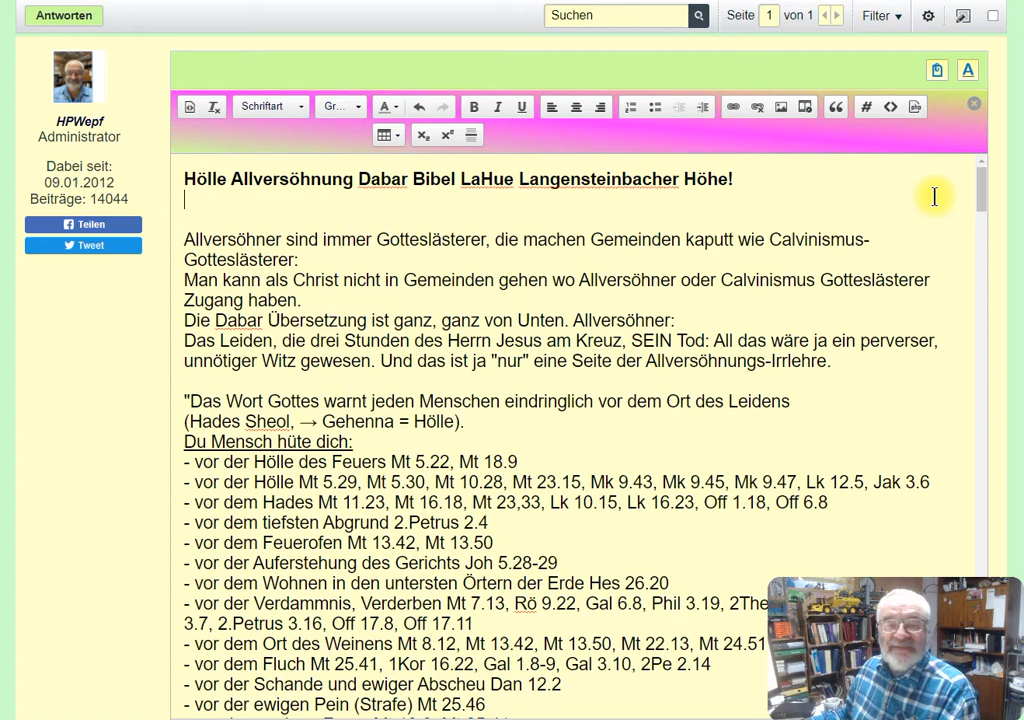 Antworten
Suchen
Seite 1 von 1
Filter
HPWepf
Administrator
Dabei seit:
09.01.2012
Beiträge: 14044
Teilen
Tweet
A
Schriftart
Gr...
A
B I U
#
Hölle Allversöhnung Dabar Bibel LaHue Langensteinbacher Höhe!
Allversöhner sind immer Gotteslästerer, die machen Gemeinden kaputt wie Calvinismus-
Gotteslästerer:
Man kann als Christ nicht in Gemeinden gehen wo Allversöhner oder Calvinismus Gotteslästerer
Zugang haben.
Die Dabar Übersetzung ist ganz, ganz von Unten. Allversöhner:
Das Leiden, die drei Stunden des Herrn Jesus am Kreuz, SEIN Tod: All das wäre ja ein perverser,
unnötiger Witz gewesen. Und das ist ja "nur" eine Seite der Allversöhnungs-Irrlehre.
"Das Wort Gottes warnt jeden Menschen eindringlich vor dem Ort des Leidens
(Hades Sheol, → Gehenna = Hölle).
Du Mensch hüte dich:
- vor der Hölle des Feuers Mt 5.22, Mt 18.9
- vor der Hölle Mt 5.29, Mt 5.30, Mt 10.28, Mt 23.15, Mk 9.43, Mk 9.45, Mk 9.47, Lk 12.5, Jak 3.6
- vor dem Hades Mt 11.23, Mt 16.18, Mt 23,33, Lk 10.15, Lk 16.23, Off 1.18, Off 6.8
- vor dem tiefsten Abgrund 2.Petrus 2.4
- vor dem Feuerofen Mt 13.42, Mt 13.50
- vor der Auferstehung des Gerichts Joh 5.28-29
- vor dem Wohnen in den untersten Örtern der Erde Hes 26.20
- vor der Verdammnis, Verderben Mt 7.13, Rö 9.22, Gal 6.8, Phil 3.19, 2The
3.7, 2.Petrus 3.16, Off 17.8, Off 17.11
- vor dem Ort des Weinens Mt 8.12, Mt 13.42, Mt 13.50, Mt 22.13, Mt 24.51
- vor dem Fluch Mt 25.41, 1Kor 16.22, Gal 1.8-9, Gal 3.10, 2Pe 2.14
- vor der Schande und ewiger Abscheu Dan 12.2
- vor der ewigen Pein (Strafe) Mt 25.46